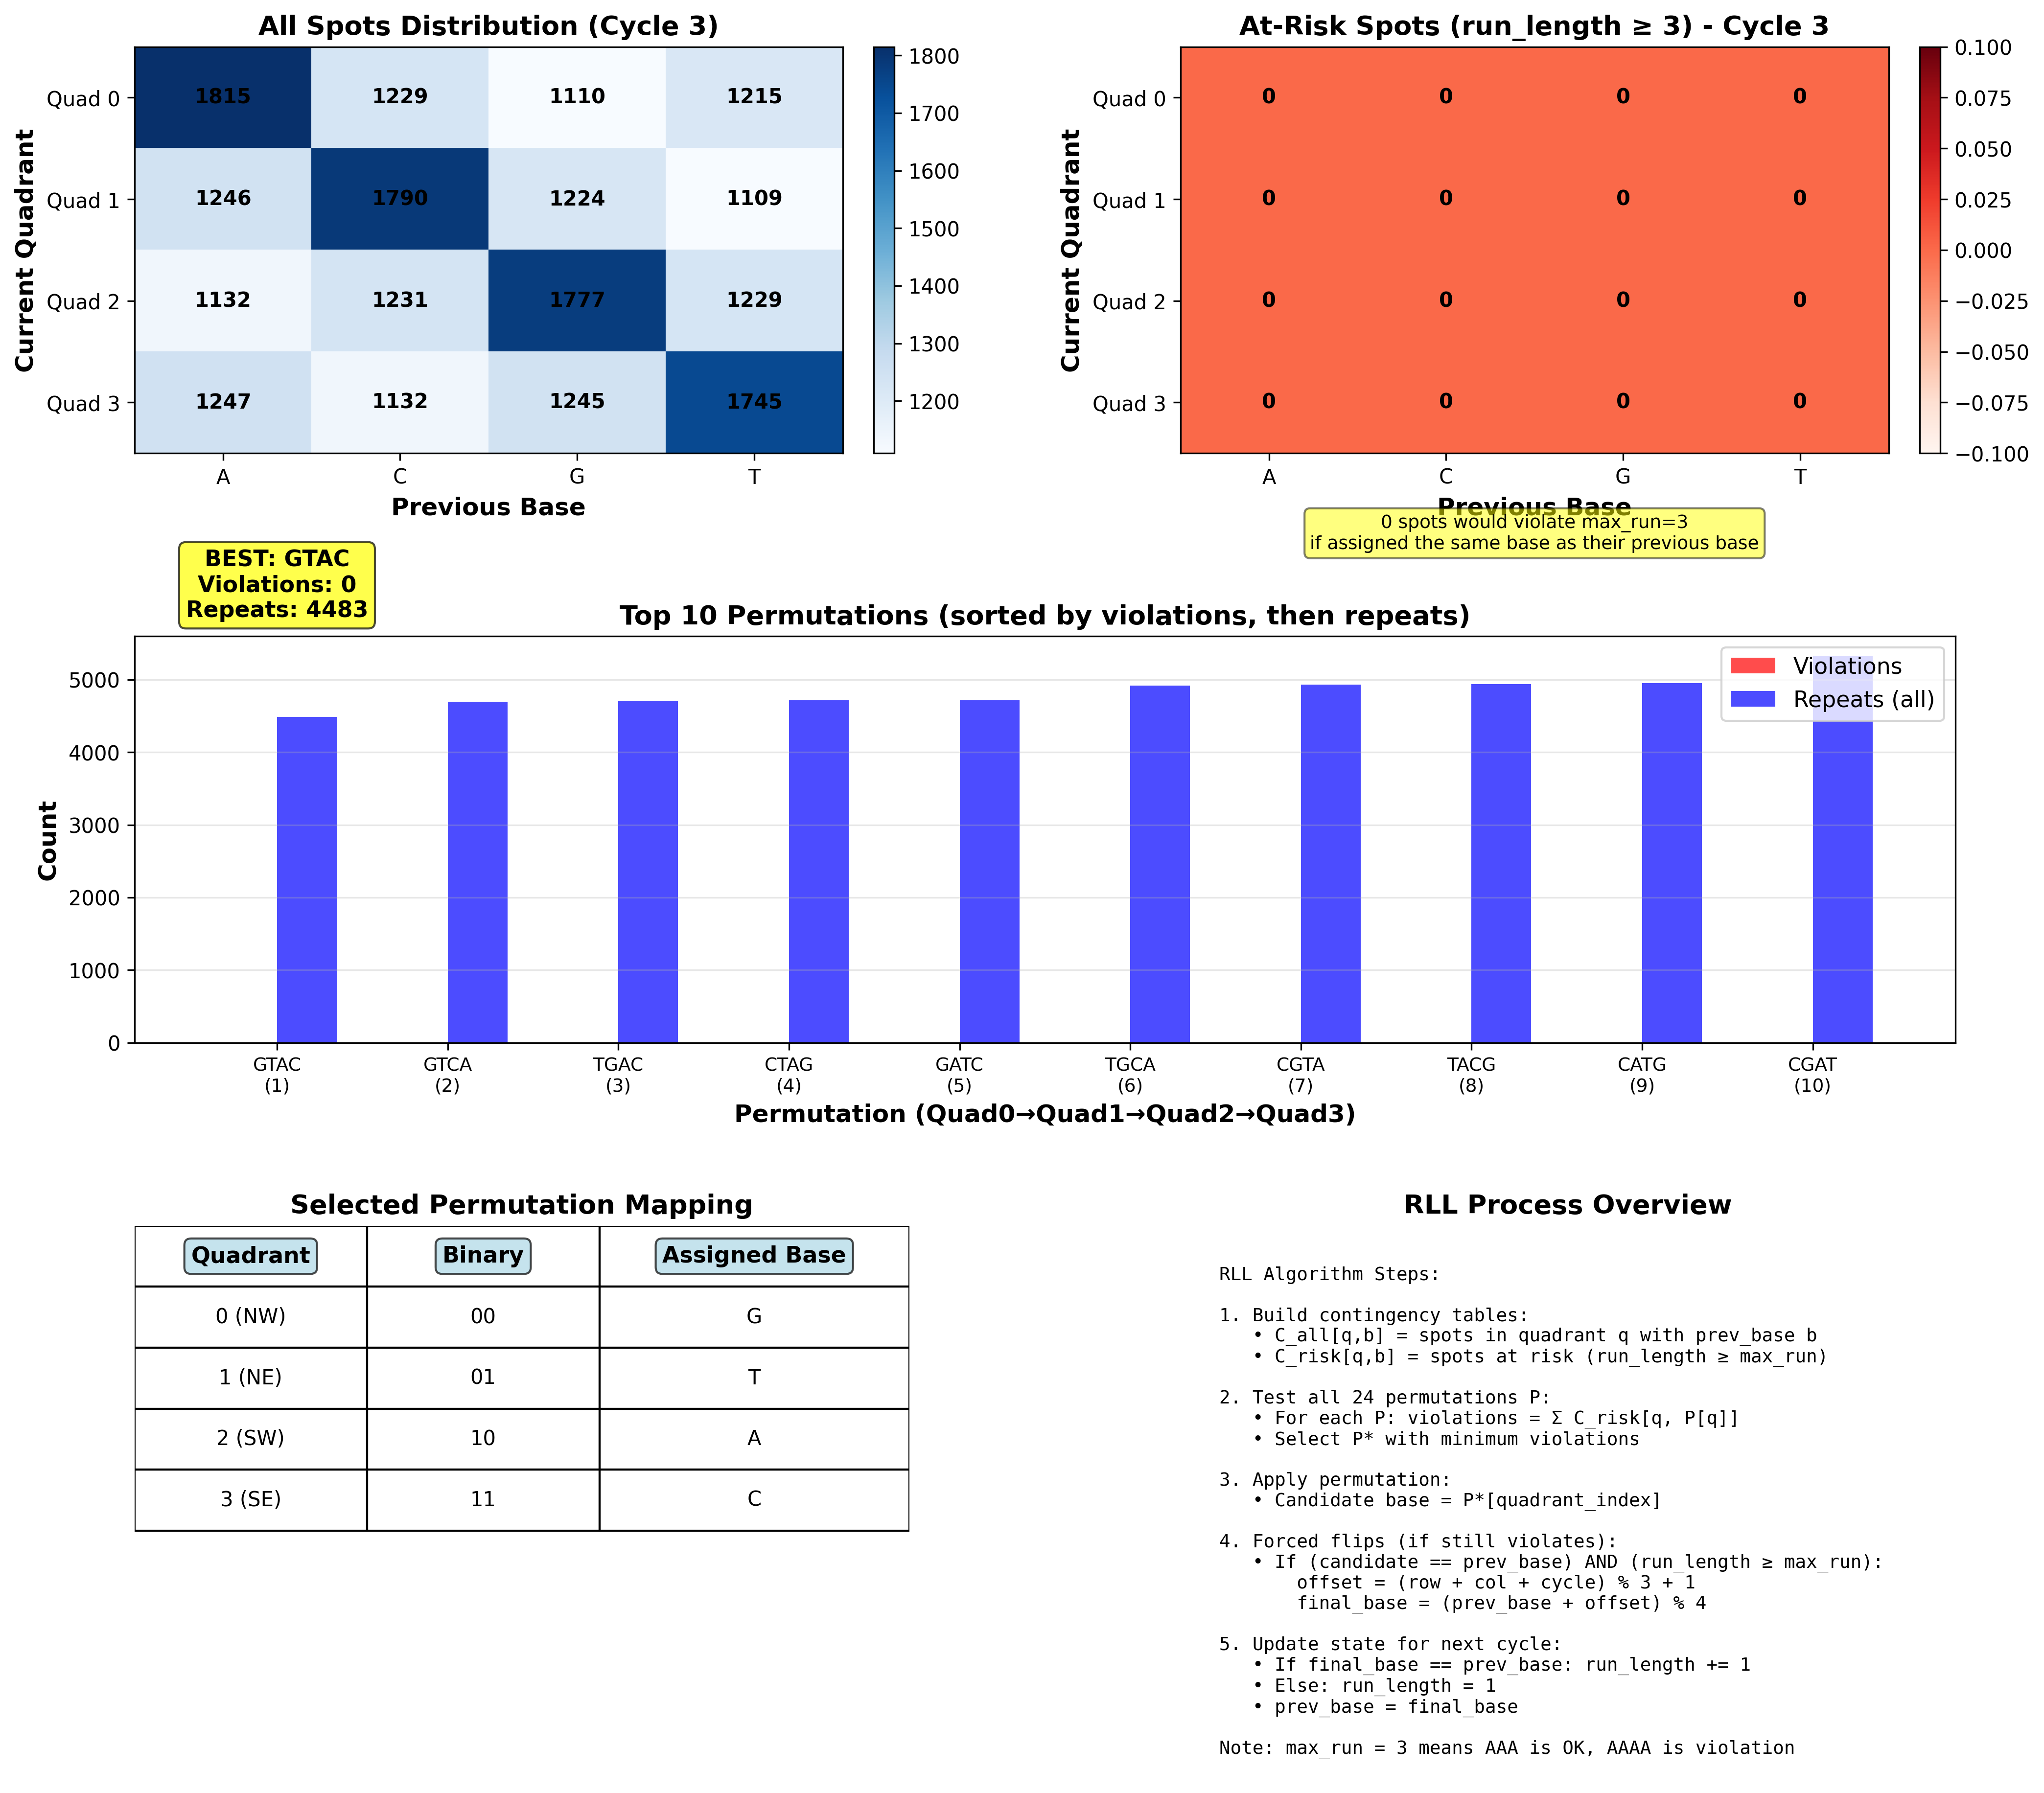 All Spots Distribution (Cycle 3)
Current Quadrant
Quad 0 1815 1229 1110 1215
Quad 1 1246 1790 1224 1109
Quad 2 1132 1231 1777 1229
Quad 3 1247 1132 1245 1745
A C G T
Previous Base
1800
1700
1600
1500
1400
1300
1200
At-Risk Spots (run_length ≥ 3) - Cycle 3
Current Quadrant
Quad 0 0 0 0 0
Quad 1 0 0 0 0
Quad 2 0 0 0 0
Quad 3 0 0 0 0
A C G T
Previous Base
0.100
0.075
0.050
0.025
0.000
−0.025
−0.050
−0.075
−0.100
0 spots would violate max_run=3
if assigned the same base as their previous base
BEST: GTAC
Violations: 0
Repeats: 4483
Top 10 Permutations (sorted by violations, then repeats)
Violations
Repeats (all)
Count
5000
4000
3000
2000
1000
0
GTAC GTCA TGAC CTAG GATC TGCA CGTA TACG CATG CGAT
(1) (2) (3) (4) (5) (6) (7) (8) (9) (10)
Permutation (Quad0→Quad1→Quad2→Quad3)
Selected Permutation Mapping
Quadrant Binary Assigned Base
0 (NW) 00 G
1 (NE) 01 T
2 (SW) 10 A
3 (SE) 11 C
RLL Process Overview
RLL Algorithm Steps:
1. Build contingency tables:
• C_all[q,b] = spots in quadrant q with prev_base b
• C_risk[q,b] = spots at risk (run_length ≥ max_run)
2. Test all 24 permutations P:
• For each P: violations = Σ C_risk[q, P[q]]
• Select P* with minimum violations
3. Apply permutation:
• Candidate base = P*[quadrant_index]
4. Forced flips (if still violates):
• If (candidate == prev_base) AND (run_length ≥ max_run):
offset = (row + col + cycle) % 3 + 1
final_base = (prev_base + offset) % 4
5. Update state for next cycle:
• If final_base == prev_base: run_length += 1
• Else: run_length = 1
• prev_base = final_base
Note: max_run = 3 means AAA is OK, AAAA is violation